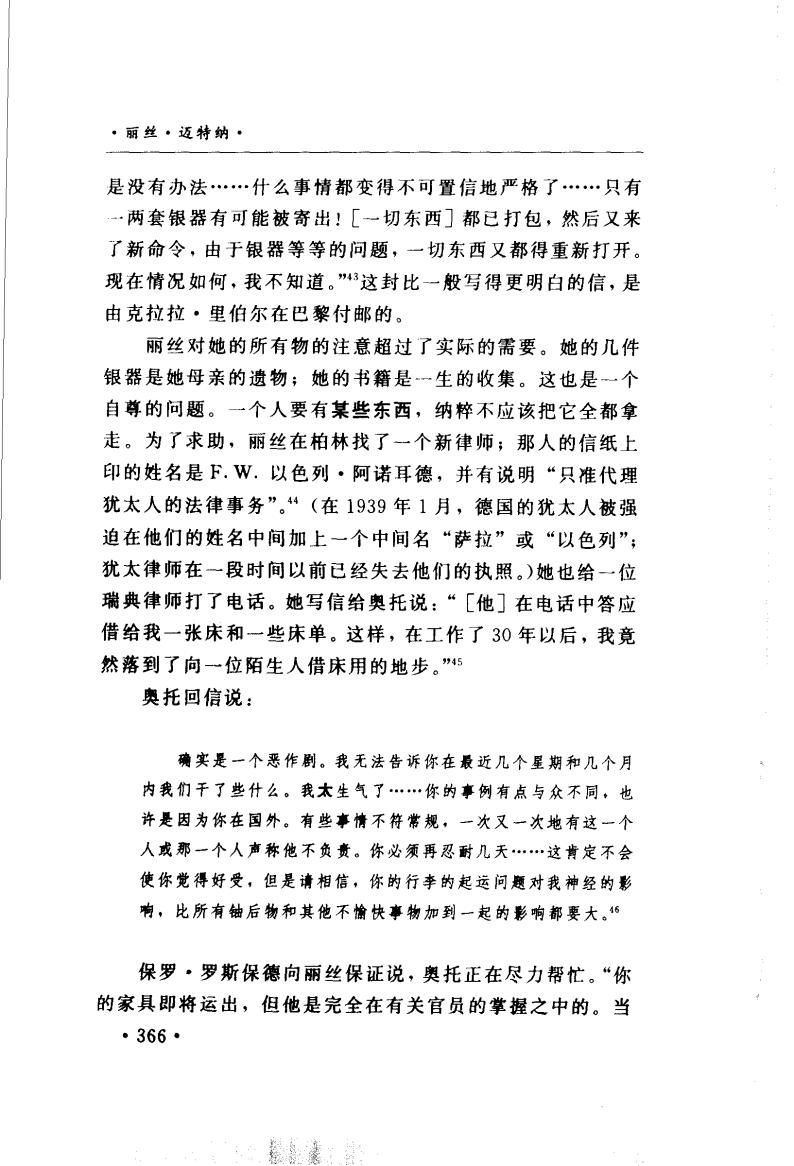 ·丽丝·迈特纳·
是没有办法……什么事情都变得不可置信地严格了……只有
一两套银器有可能被寄出！［一切东西］都已打包，然后又来
了新命令，由于银器等等的问题，一切东西又都得重新打开。
现在情况如何，我不知道。”43这封比一般写得更明白的信，是
由克拉拉·里伯尔在巴黎付邮的。
丽丝对她的所有物的注意超过了实际的需要。她的几件
银器是她母亲的遗物；她的书籍是一生的收集。这也是一个
自尊的问题。一个人要有某些东西，纳粹不应该把它全都拿
走。为了求助，丽丝在柏林找了一个新律师；那人的信纸上
印的姓名是 F.W. 以色列·阿诺耳德，并有说明“只准代理
犹太人的法律事务”。44（在 1939 年 1 月，德国的犹太人被强
迫在他们的姓名中间加上一个中间名“萨拉”或“以色列”；
犹太律师在一段时间以前已经失去他们的执照。）她也给一位
瑞典律师打了电话。她写信给奥托说：“［他］在电话中答应
借给我一张床和一些床单。这样，在工作了 30 年以后，我竟
然落到了向一位陌生人借床用的地步。”45
奥托回信说：
确实是一个恶作剧。我无法告诉你在最近几个星期和几个月
内我们干了些什么。我太生气了……你的事例有点与众不同，也
许是因为你在国外。有些事情不符常规，一次又一次地有这一个
人或那一个人声称他不负责。你必须再忍耐几天……这肯定不会
使你觉得好受，但是请相信，你的行李的起运问题对我神经的影
响，比所有铀后物和其他不愉快事物加到一起的影响都要大。46
保罗·罗斯保德向丽丝保证说，奥托正在尽力帮忙。“你
的家具即将运出，但他是完全在有关官员的掌握之中的。当
·366·